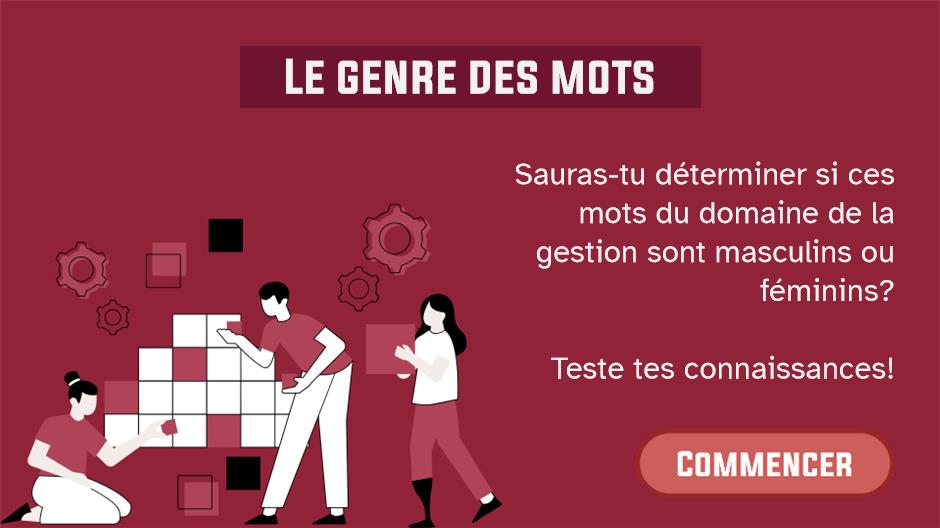 Le genre des mots
Sauras-tu déterminer si ces
mots du domaine de la
gestion sont masculins ou
féminins?
Teste tes connaissances!
Commencer